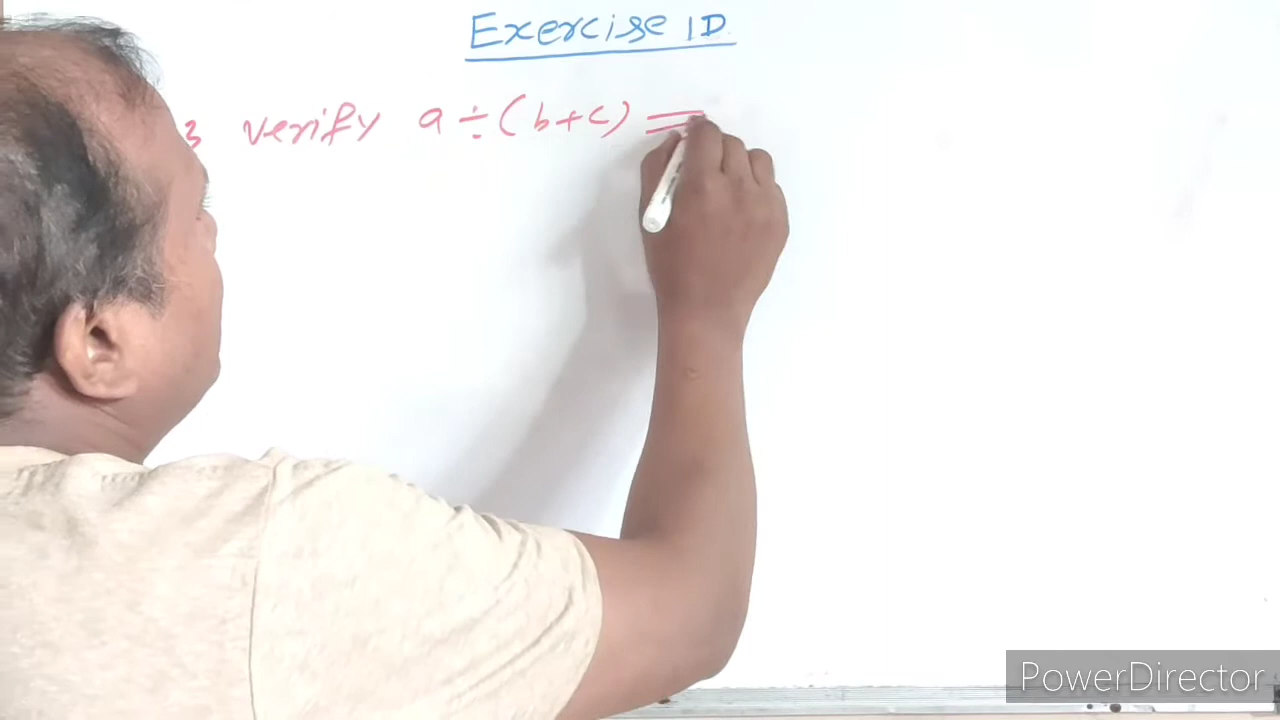 Exercise 1D
3 verify a ÷ (b+c) =
PowerDirector